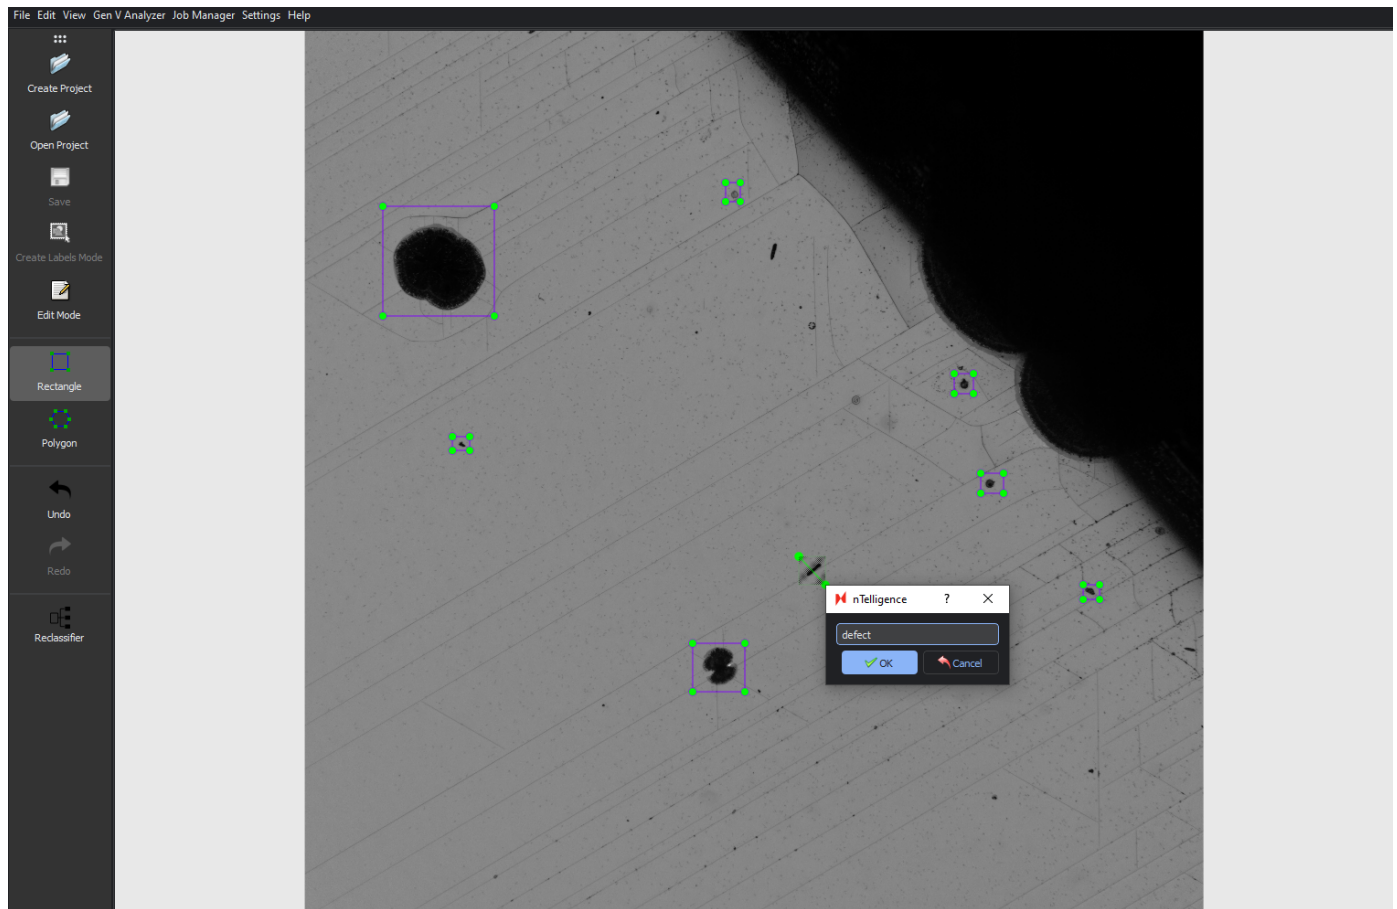 File Edit View Gen V Analyzer Job Manager Settings Help
Create Project
Open Project
Save
Create Labels Mode
Edit Mode
Rectangle
Polygon
Undo
Redo
Reclassifier
nTelligence ?
defect
OK Cancel